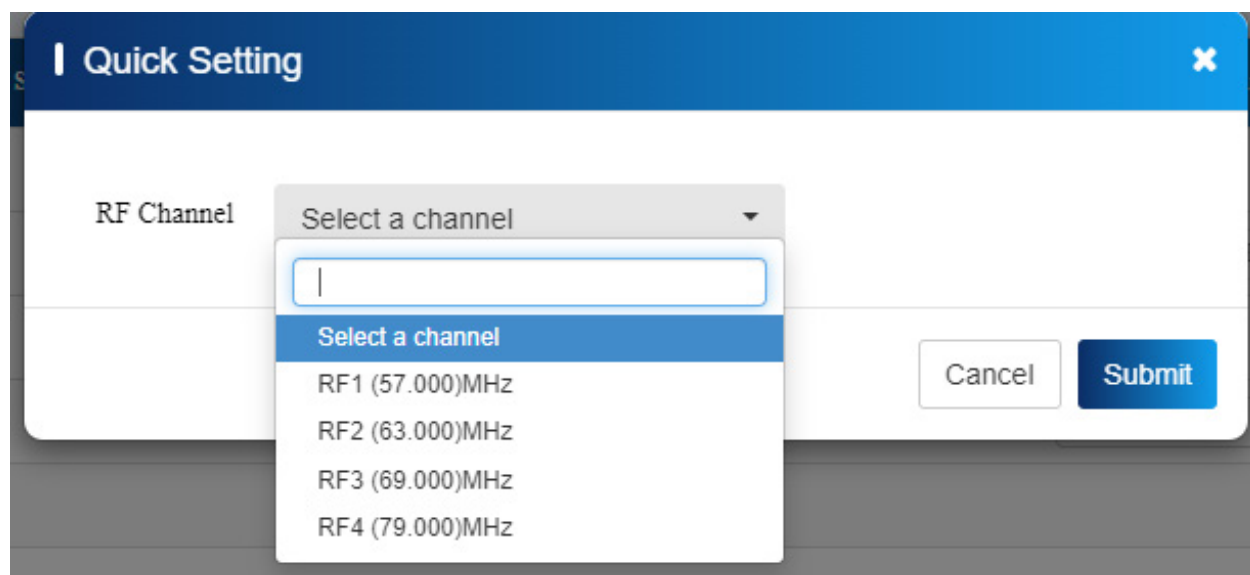 Quick Setting
RF Channel
Select a channel
Select a channel
RF1 (57.000)MHz
RF2 (63.000)MHz
RF3 (69.000)MHz
RF4 (79.000)MHz
Cancel
Submit